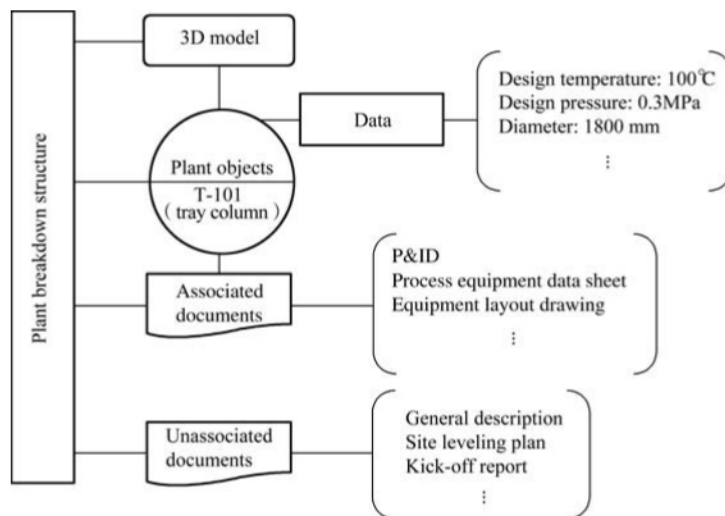 Plant breakdown structure
3D model
Data
Design temperature: 100℃
Design pressure: 0.3MPa
Diameter: 1800 mm
⋮
Plant objects
T-101
( tray column )
Associated
documents
P&ID
Process equipment data sheet
Equipment layout drawing
⋮
Unassociated
documents
General description
Site leveling plan
Kick-off report
⋮